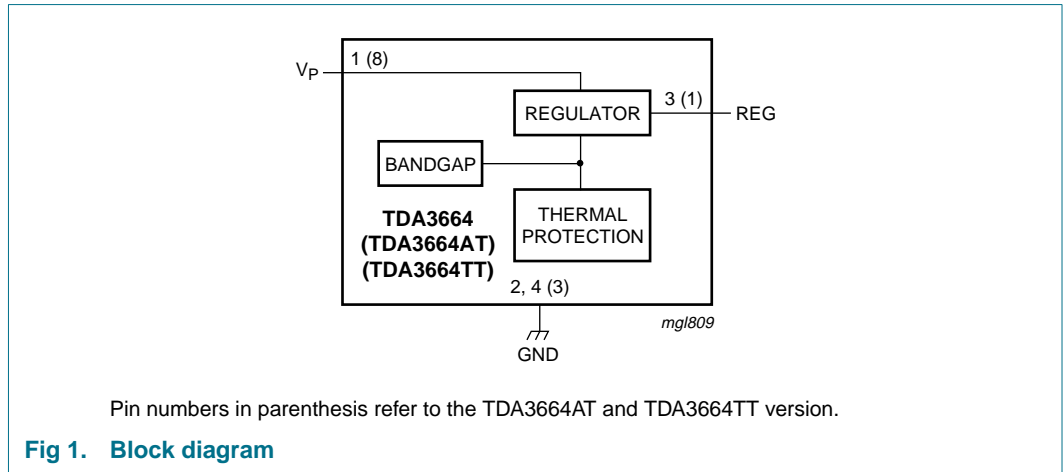 1 (8)
VP
REGULATOR
3 (1)
REG
BANDGAP
TDA3664
(TDA3664AT)
(TDA3664TT)
THERMAL
PROTECTION
2, 4 (3)
mgl809
GND
Pin numbers in parenthesis refer to the TDA3664AT and TDA3664TT version.
Fig 1. Block diagram